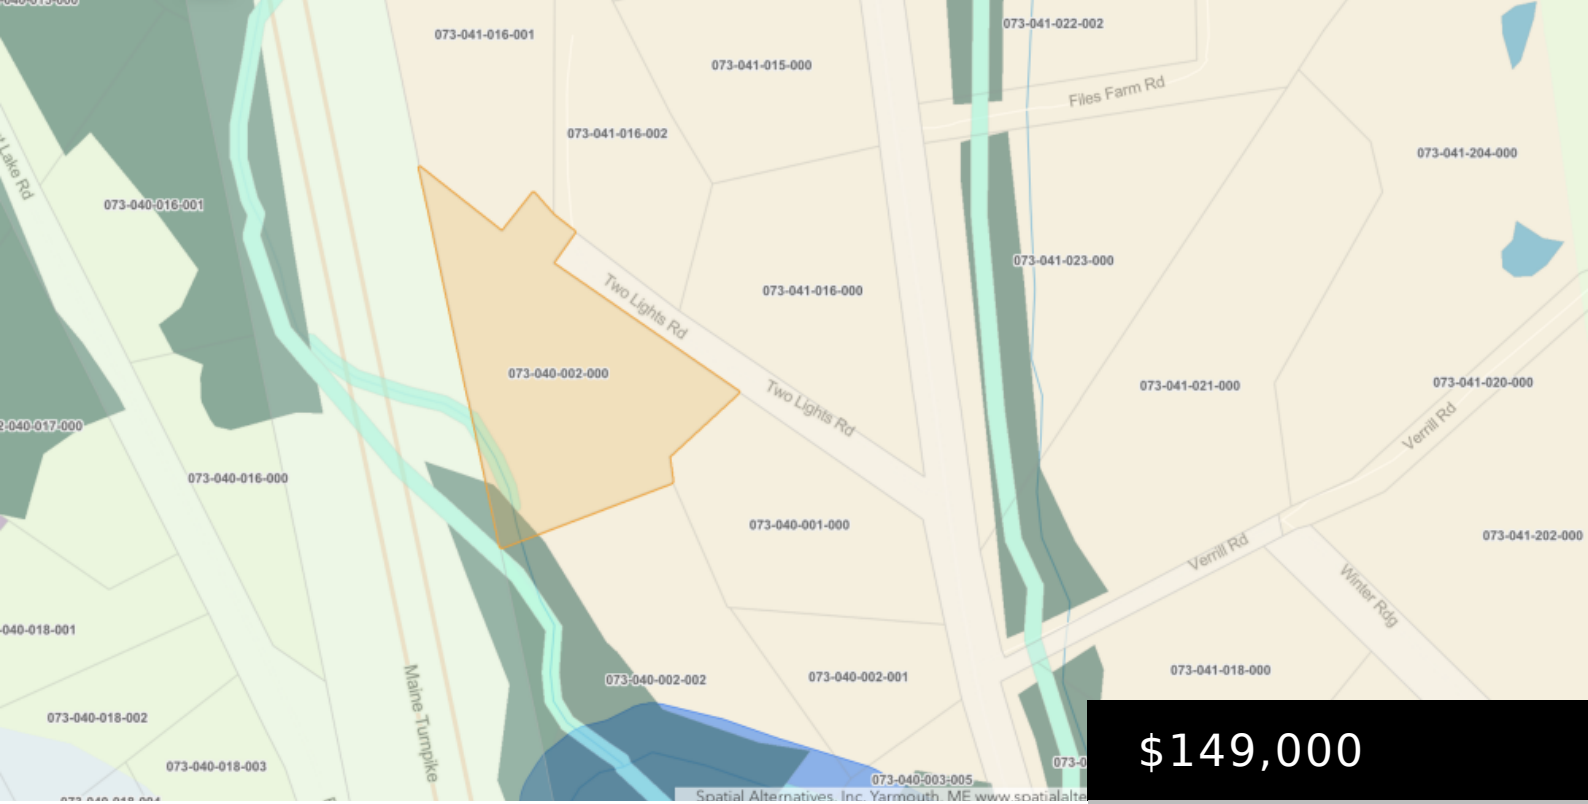 073-041-022-002
073-041-016-001
073-041-015-000
Files Farm Rd
073-041-016-002
073-041-204-000
Lake Rd
073-040-016-001
073-041-023-000
073-041-016-000
Two Lights Rd
073-040-002-000
073-041-021-000
073-041-020-000
Two Lights Rd
Verrill Rd
-040-017-000
073-040-016-000
073-040-001-000
073-041-202-000
Verrill Rd
Winter Rdg
-040-018-001
073-041-018-000
073-040-002-002
073-040-002-001
Maine Turnpike
073-040-018-002
$149,000
073-040-018-003
073-0
073-040-003-005
Spatial Alternatives, Inc. Yarmouth, ME www.spatialalte